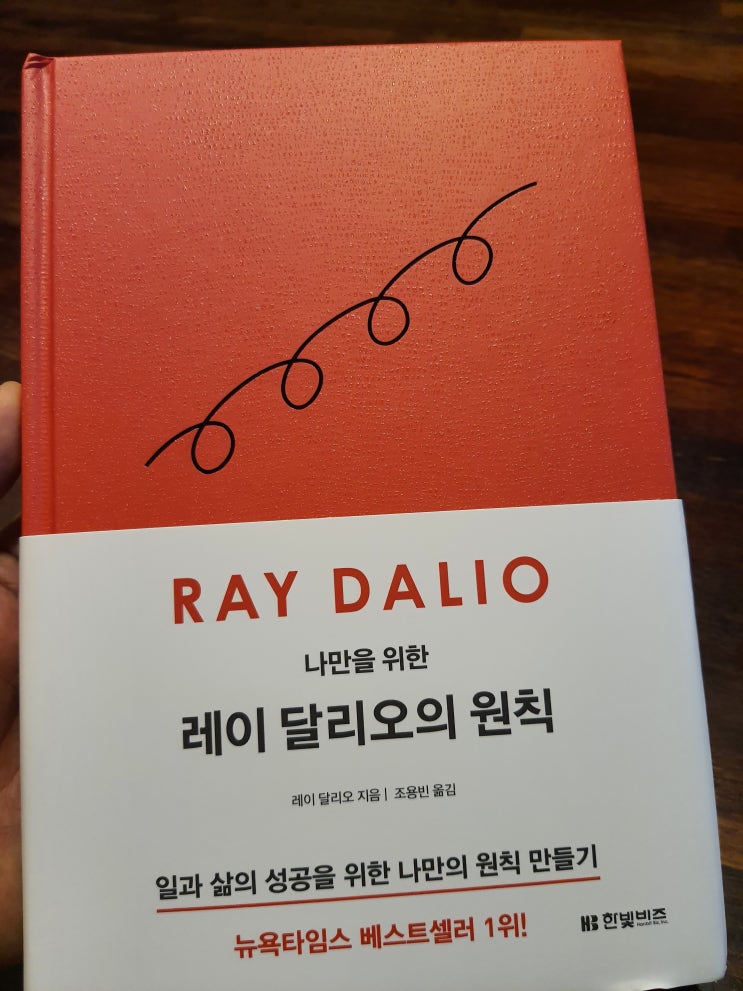 RAY DALIO
나만을 위한
레이 달리오의 원칙
레이 달리오 지음 | 조용빈 옮김
일과 삶의 성공을 위한 나만의 원칙 만들기
뉴욕타임스 베스트셀러 1위!
HB 한빛비즈
Hanbit Biz, Inc.